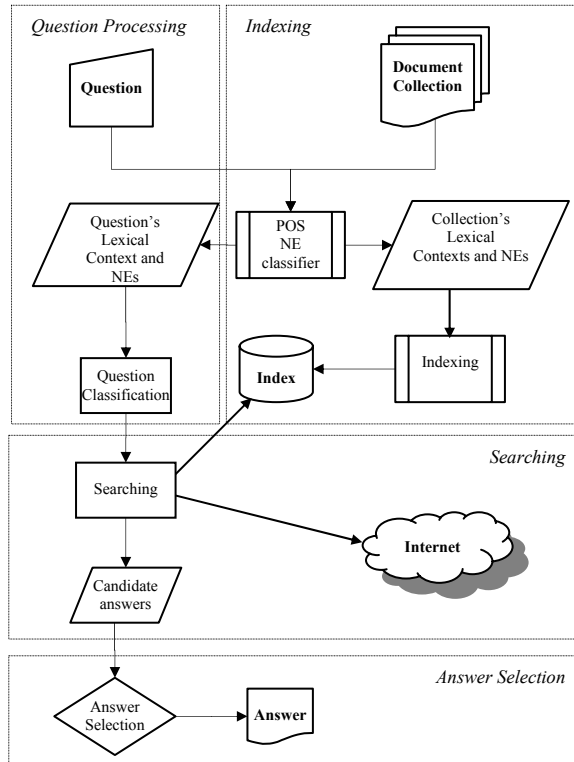 Question Processing
Indexing
Question
Document
Collection
Question's
Lexical
Context and
NEs
POS
NE
classifier
Collection's
Lexical
Contexts and NEs
Question
Classification
Index
Indexing
Searching
Searching
Internet
Candidate
answers
Answer Selection
Answer
Selection
Answer